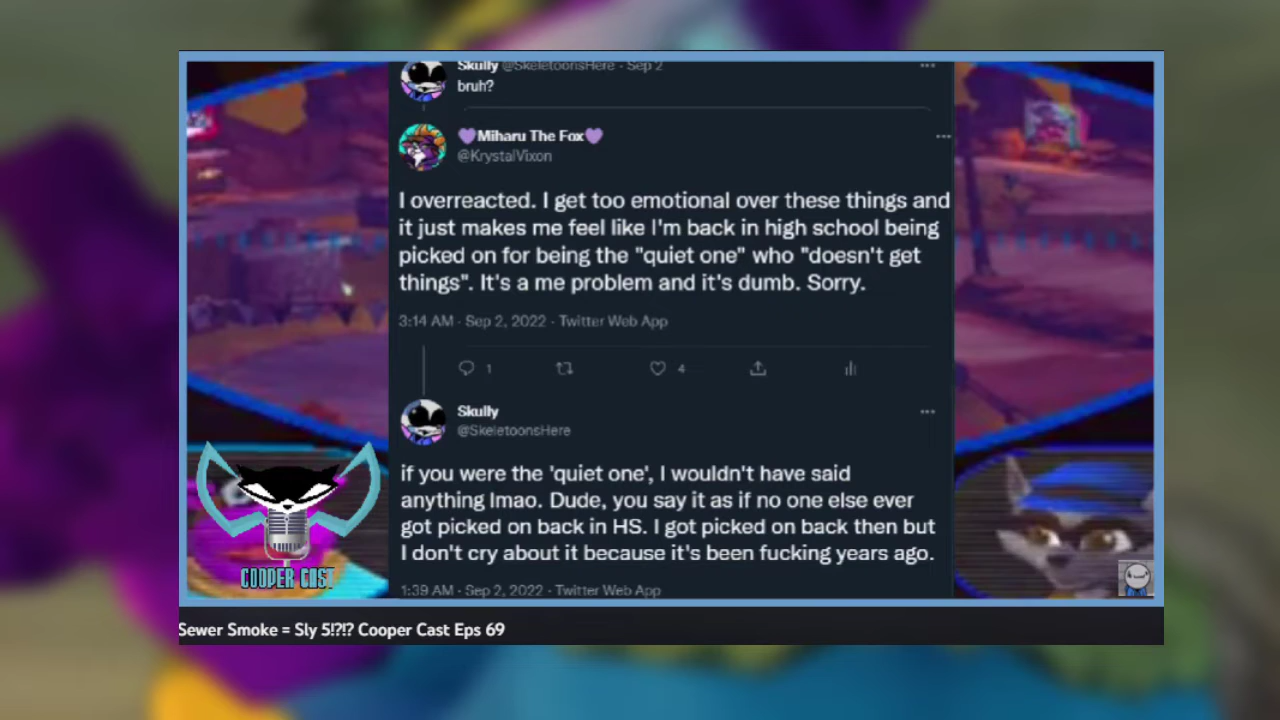 Skully @SkeletoonsHere · Sep 2
bruh?
💜Miharu The Fox💜
@KrystalVixon
I overreacted. I get too emotional over these things and
it just makes me feel like I'm back in high school being
picked on for being the "quiet one" who "doesn't get
things". It's a me problem and it's dumb. Sorry.
3:14 AM · Sep 2, 2022 · Twitter Web App
1 4
Skully
@SkeletoonsHere
if you were the 'quiet one', I wouldn't have said
anything lmao. Dude, you say it as if no one else ever
got picked on back in HS. I got picked on back then but
I don't cry about it because it's been fucking years ago.
1:39 AM · Sep 2, 2022 · Twitter Web App
COOPER CAST
Sewer Smoke = Sly 5!?!? Cooper Cast Eps 69